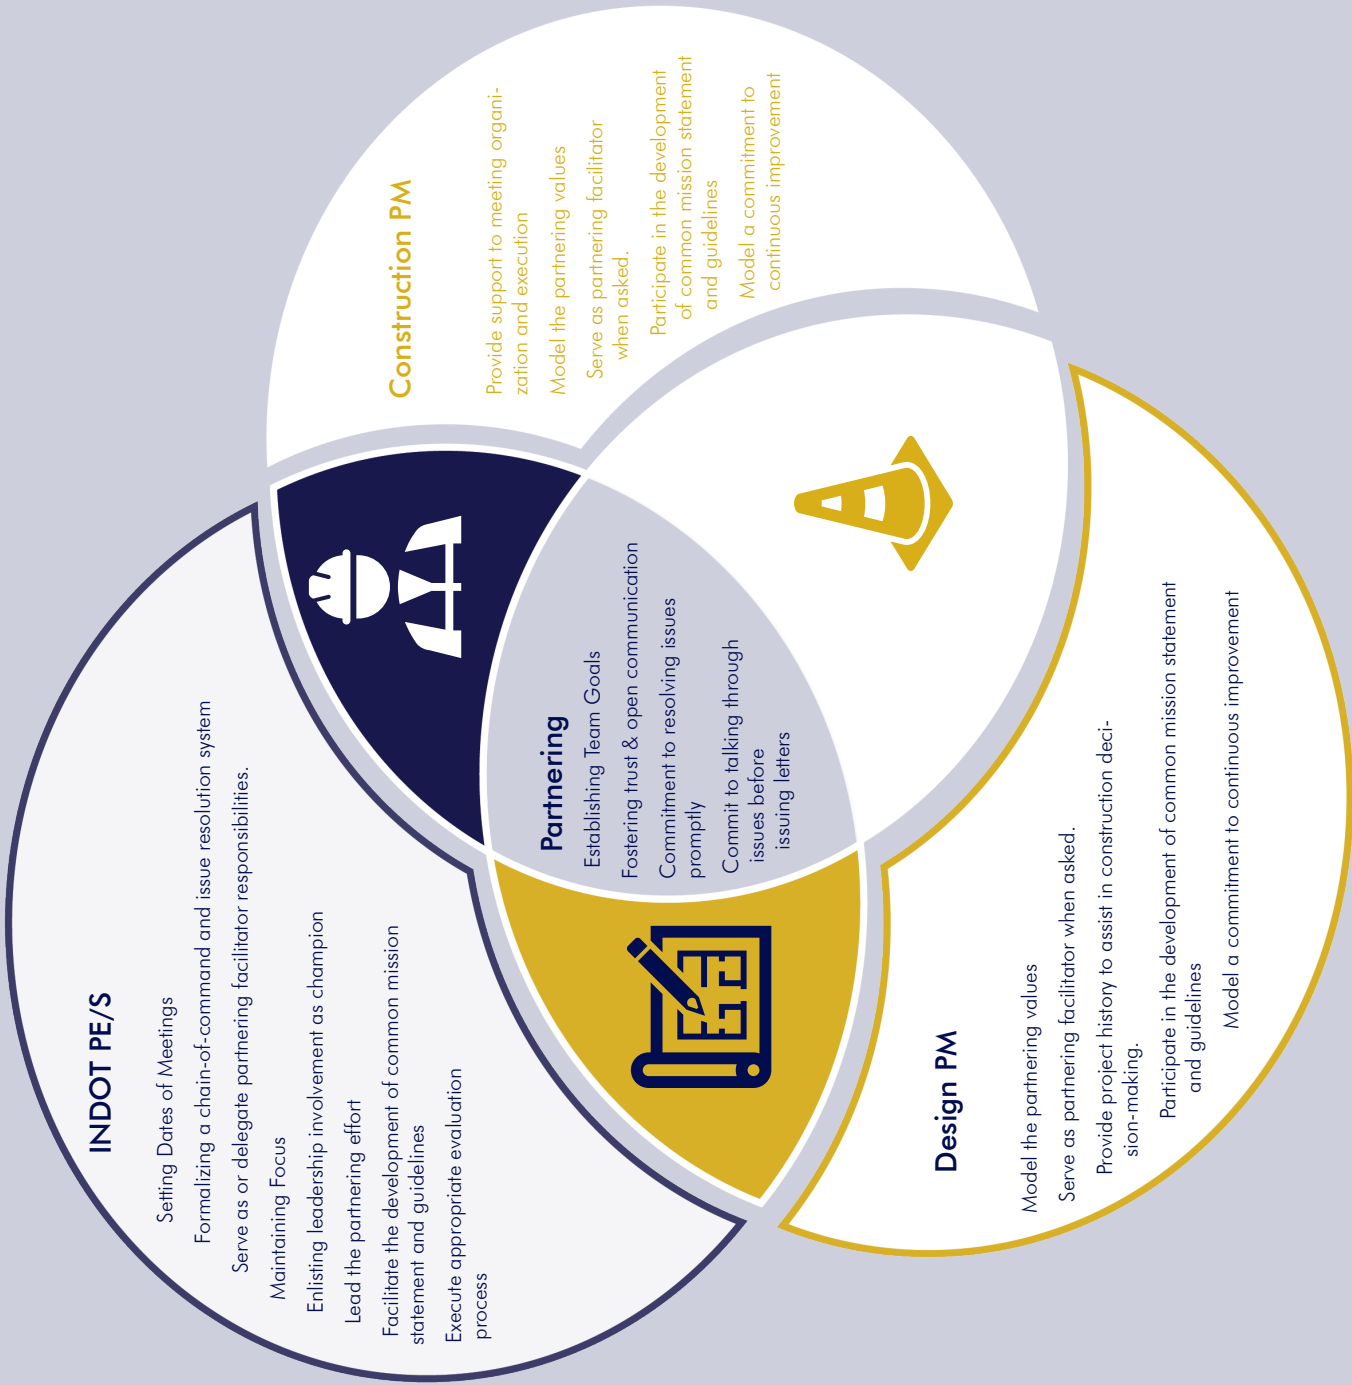 INDOT PE/S
Setting Dates of Meetings
Formalizing a chain-of-command and issue resolution system
Serve as or delegate partnering facilitator responsibilities.
Maintaining Focus
Enlisting leadership involvement as champion
Lead the partnering effort
Facilitate the development of common mission
statement and guidelines
Execute appropriate evaluation
process
Construction PM
Provide support to meeting organi-
zation and execution
Model the partnering values
Serve as partnering facilitator
when asked.
Participate in the development
of common mission statement
and guidelines
Model a commitment to
continuous improvement
Partnering
Establishing Team Goals
Fostering trust & open communication
Commitment to resolving issues
promptly
Commit to talking through
issues before
issuing letters
Design PM
Model the partnering values
Serve as partnering facilitator when asked.
Provide project history to assist in construction deci-
sion-making.
Participate in the development of common mission statement
and guidelines
Model a commitment to continuous improvement